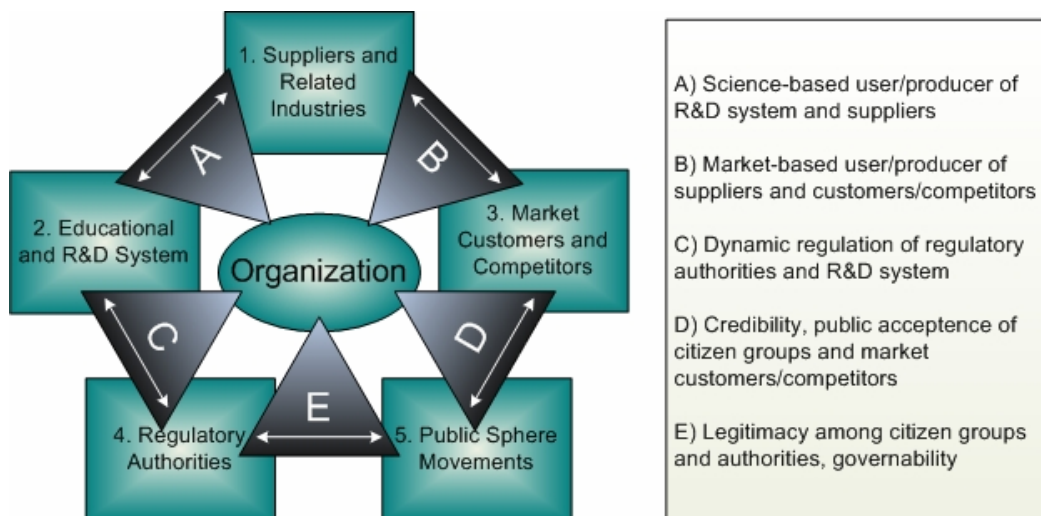 1. Suppliers and
Related
Industries
A
B
2. Educational
and R&D System
3. Market
Customers and
Competitors
Organization
C
D
E
4. Regulatory
Authorities
5. Public Sphere
Movements
A) Science-based user/producer of
R&D system and suppliers
B) Market-based user/producer of
suppliers and customers/competitors
C) Dynamic regulation of regulatory
authorities and R&D system
D) Credibility, public acceptence of
citizen groups and market
customers/competitors
E) Legitimacy among citizen groups
and authorities, governability